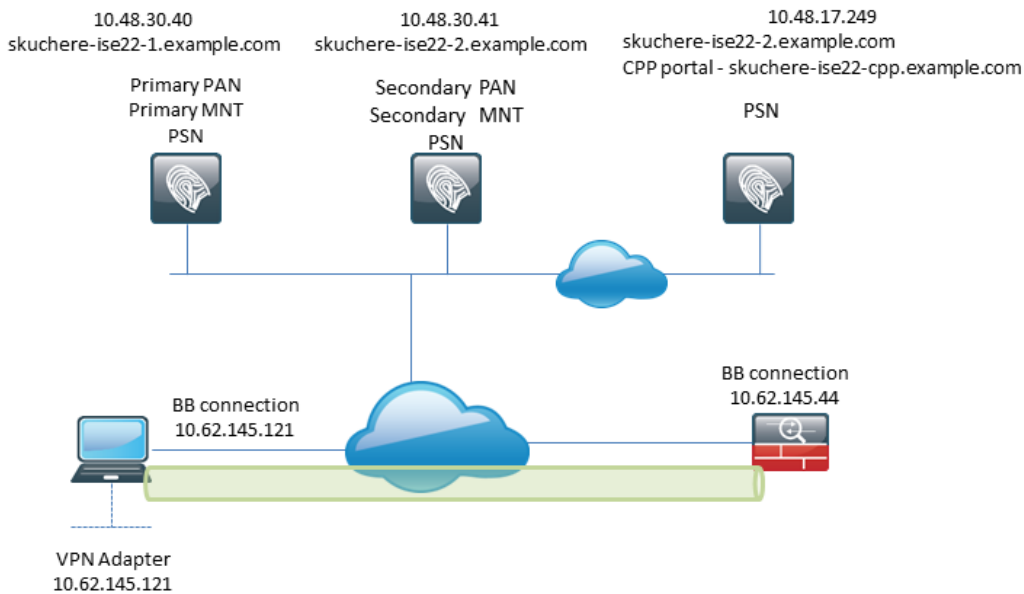 10.48.30.40
skuchere-ise22-1.example.com
Primary PAN
Primary MNT
PSN
10.48.30.41
skuchere-ise22-2.example.com
Secondary PAN
Secondary MNT
PSN
10.48.17.249
skuchere-ise22-2.example.com
CPP portal - skuchere-ise22-cpp.example.com
PSN
BB connection
10.62.145.121
BB connection
10.62.145.44
VPN Adapter
10.62.145.121